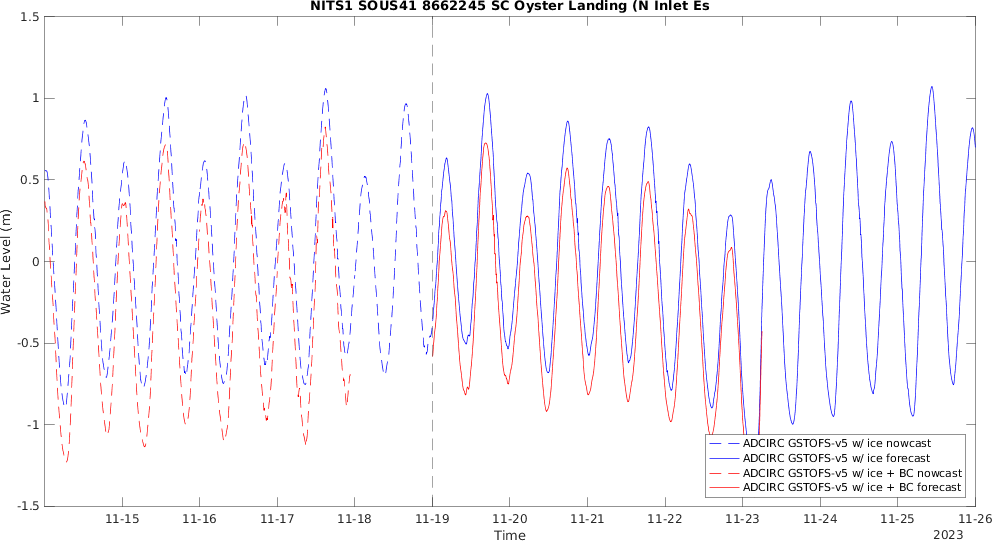 NITS1 SOUS41 8662245 SC Oyster Landing (N Inlet Es
Water Level (m)
1.5
1
0.5
0
-0.5
-1
-1.5
ADCIRC GSTOFS-v5 w/ ice nowcast
ADCIRC GSTOFS-v5 w/ ice forecast
ADCIRC GSTOFS-v5 w/ ice + BC nowcast
ADCIRC GSTOFS-v5 w/ ice + BC forecast
11-15 11-16 11-17 11-18 11-19 11-20 11-21 11-22 11-23 11-24 11-25 11-26
Time
2023